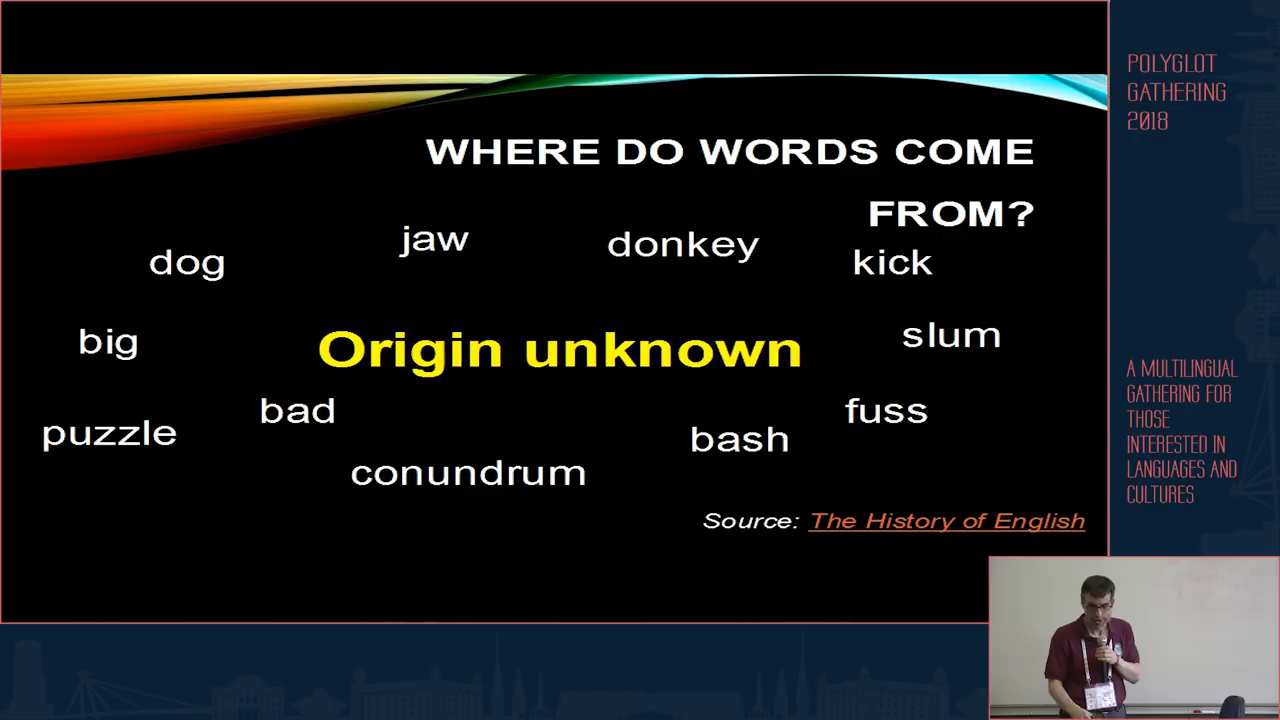 WHERE DO WORDS COME
FROM?
jaw
donkey
dog
kick
big
Origin unknown
slum
puzzle
bad
fuss
bash
conundrum
Source: The History of English
POLYGLOT
GATHERING
2018
A MULTILINGUAL
GATHERING FOR
THOSE
INTERESTED IN
LANGUAGES AND
CULTURES